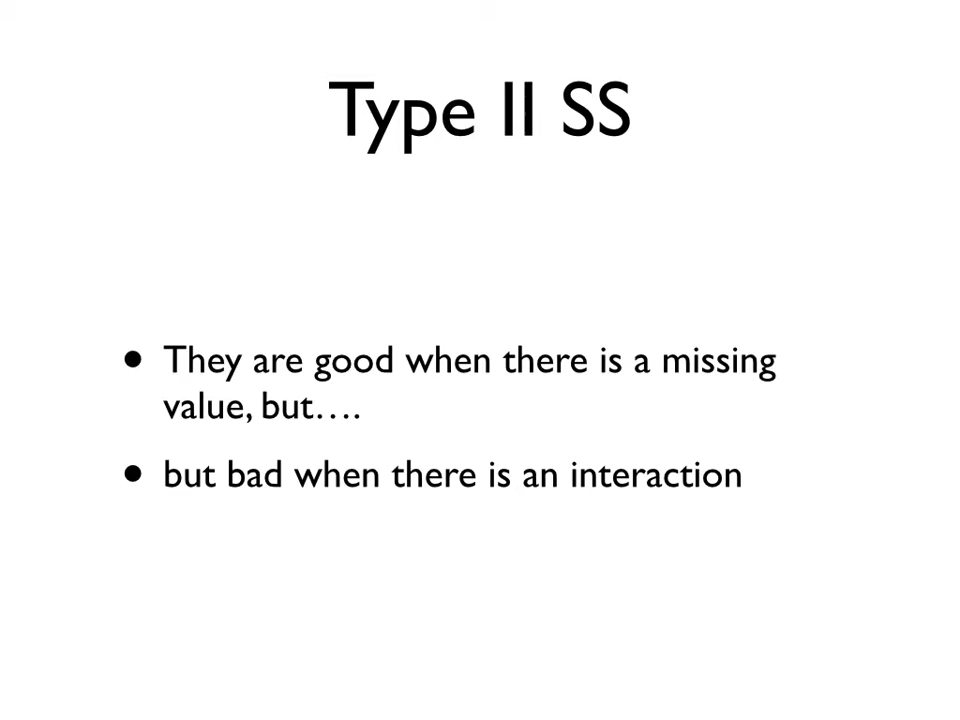 Type II SS
• They are good when there is a missing
value, but….
• but bad when there is an interaction